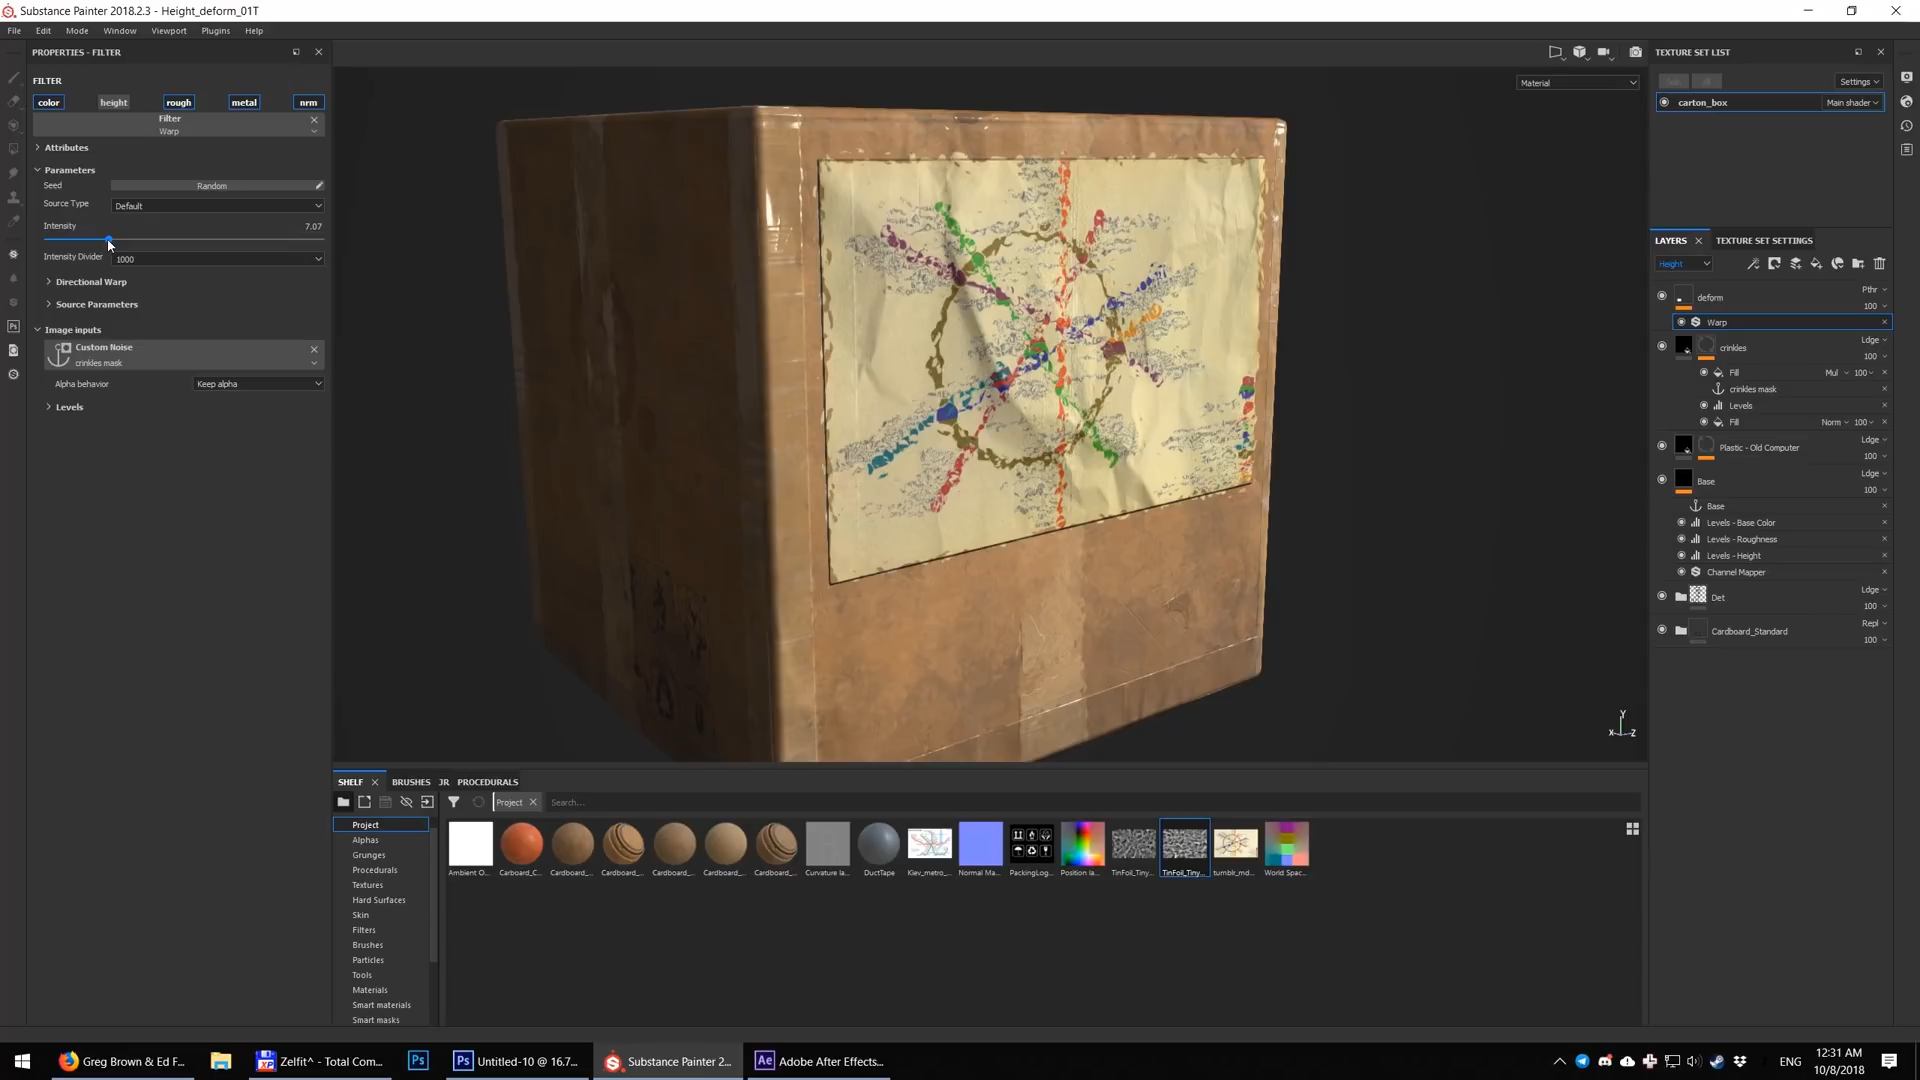 Substance Painter 2018.2.3 - Height_deform_01T
File Edit Mode Window Viewport Plugins Help
PROPERTIES - FILTER
FILTER
color height rough metal nrm
Filter
Warp
Attributes
Parameters
Seed Random
Source Type Default
Intensity 7.07
Intensity Divider 1000
Directional Warp
Source Parameters
Image inputs
Custom Noise
crinkles mask
Alpha behavior Keep alpha
Levels
Material
Y
X Z
TEXTURE SET LIST
Settings
carton_box Main shader
LAYERS TEXTURE SET SETTINGS
Height
deform Pthr
100
Warp
crinkles Ldge
100
Fill Mul 100
crinkles mask
Levels
Fill Norm 100
Plastic - Old Computer Ldge
100
Base Ldge
100
Base
Levels - Base Color
Levels - Roughness
Levels - Height
Channel Mapper
Det Ldge
100
Cardboard_Standard Repl
100
SHELF BRUSHES JR PROCEDURALS
Project Search...
Project
Alphas
Grunges
Procedurals
Textures
Hard Surfaces
Skin
Filters
Brushes
Particles
Tools
Materials
Smart materials
Smart masks
Ambient O... Carboard_C... Cardboard_... Cardboard_... Cardboard_... Cardboard_... Cardboard_... Curvature la... DuctTape Kiev_metro_... Normal Ma... PackingLog... Position la... TinFoil_Tiny... TinFoil_Tiny... tumblr_md... World Spac...
Greg Brown & Ed F... Zelfit^ - Total Com... Untitled-10 @ 16.7... Substance Painter 2... Adobe After Effects...
ENG
12:31 AM
10/8/2018